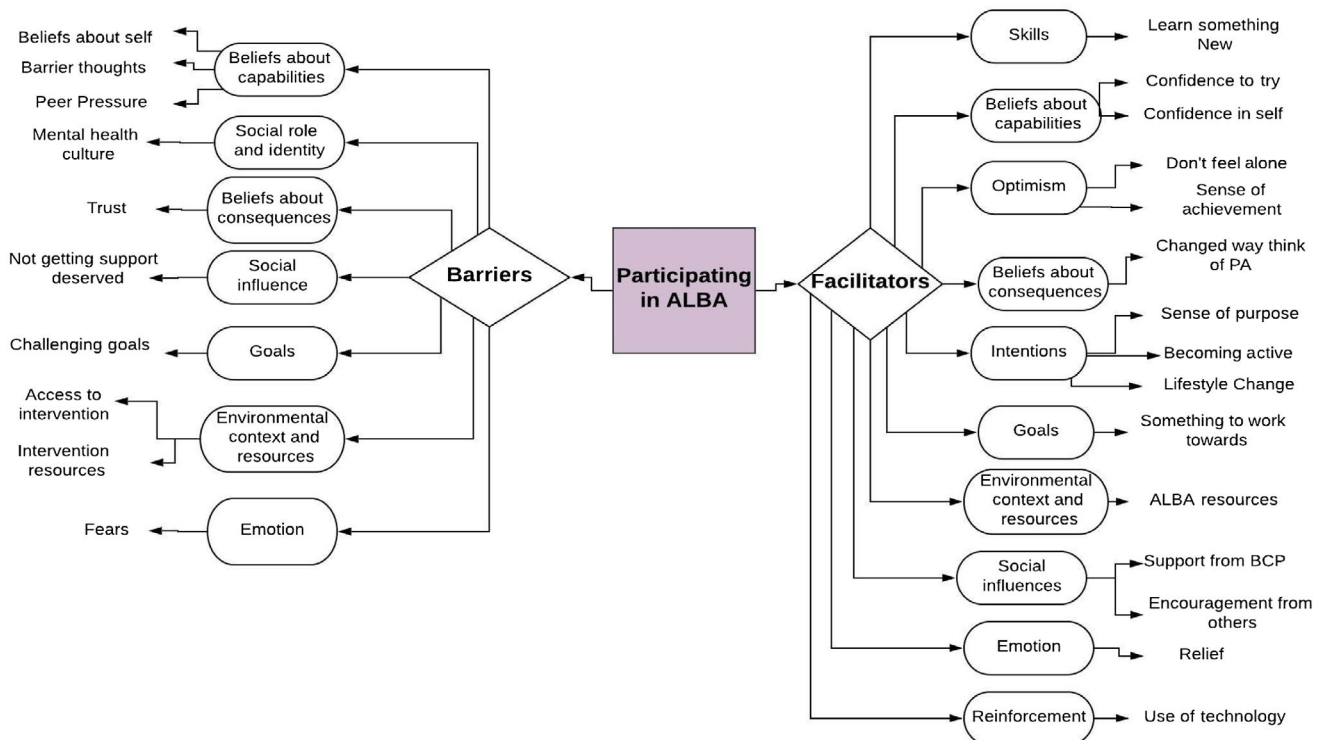 Beliefs about self
Barrier thoughts
Peer Pressure
Beliefs about
capabilities
Mental health
culture
Social role
and identity
Trust
Beliefs about
consequences
Not getting support
deserved
Social
influence
Challenging goals
Goals
Access to
intervention
Intervention
resources
Environmental
context and
resources
Fears
Emotion
Barriers
Participating
in ALBA
Facilitators
Skills
Learn something
New
Beliefs about
capabilities
Confidence to try
Confidence in self
Optimism
Don't feel alone
Sense of
achievement
Beliefs about
consequences
Changed way think
of PA
Intentions
Sense of purpose
Becoming active
Lifestyle Change
Goals
Something to work
towards
Environmental
context and
resources
ALBA resources
Social
influences
Support from BCP
Encouragement from
others
Emotion
Relief
Reinforcement
Use of technology